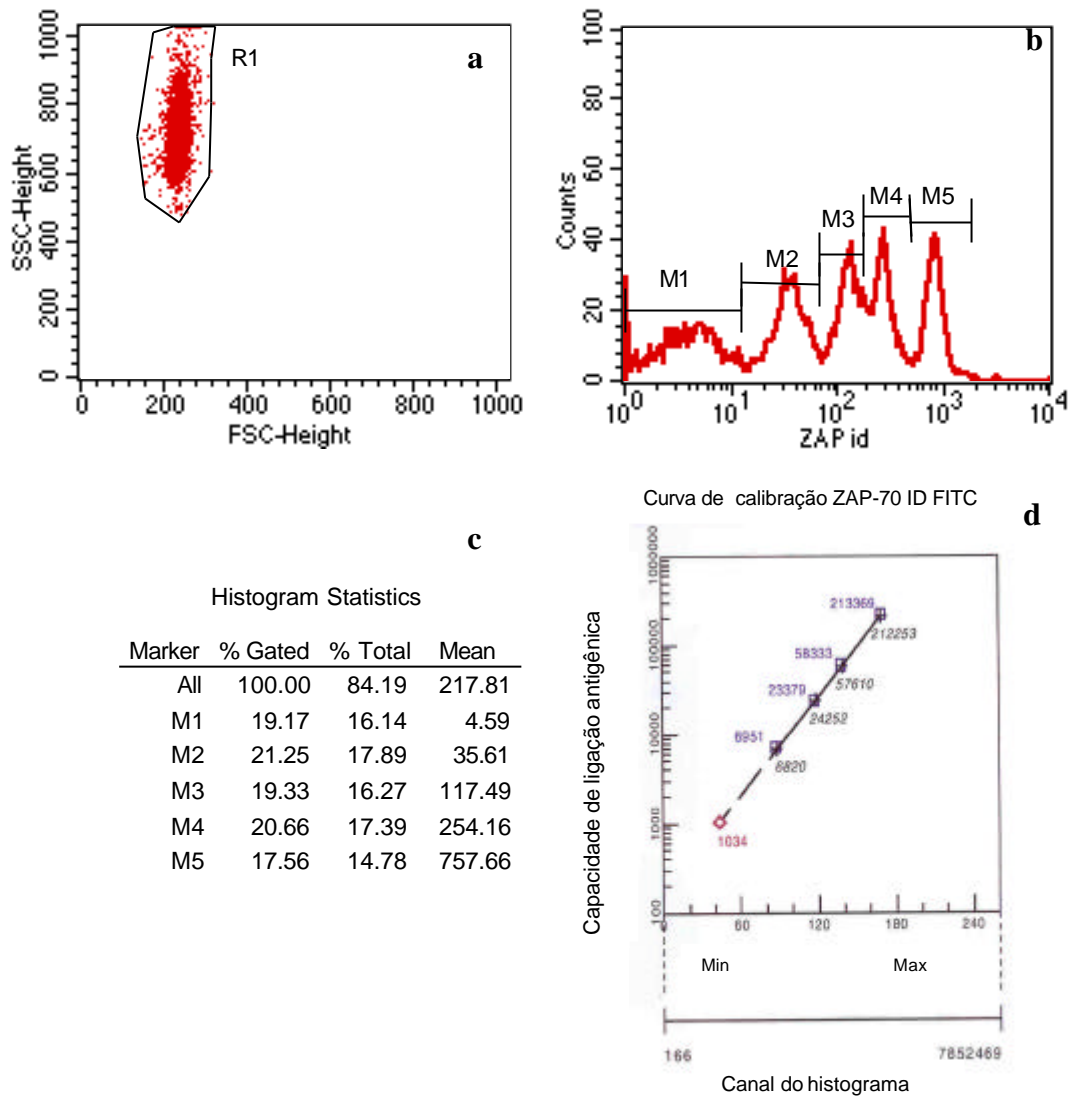 a
R1
1000
800
600
400
200
0
SSC-Height
0 200 400 600 800 1000
FSC-Height
b
100
80
60
40
20
0
Counts
M1 M2 M3 M4 M5
10^0 10^1 10^2 10^3 10^4
ZAP id
c
Histogram Statistics
Marker % Gated % Total Mean
All 100.00 84.19 217.81
M1 19.17 16.14 4.59
M2 21.25 17.89 35.61
M3 19.33 16.27 117.49
M4 20.66 17.39 254.16
M5 17.56 14.78 757.66
Curva de calibração ZAP-70 ID FITC
d
Capacidade de ligação antigênica
1000000
100000
10000
1000
100
213369
212253
58333
57610
23379
24252
6951
6820
1034
0 60 120 180 240
Min Max
166 7852469
Canal do histograma